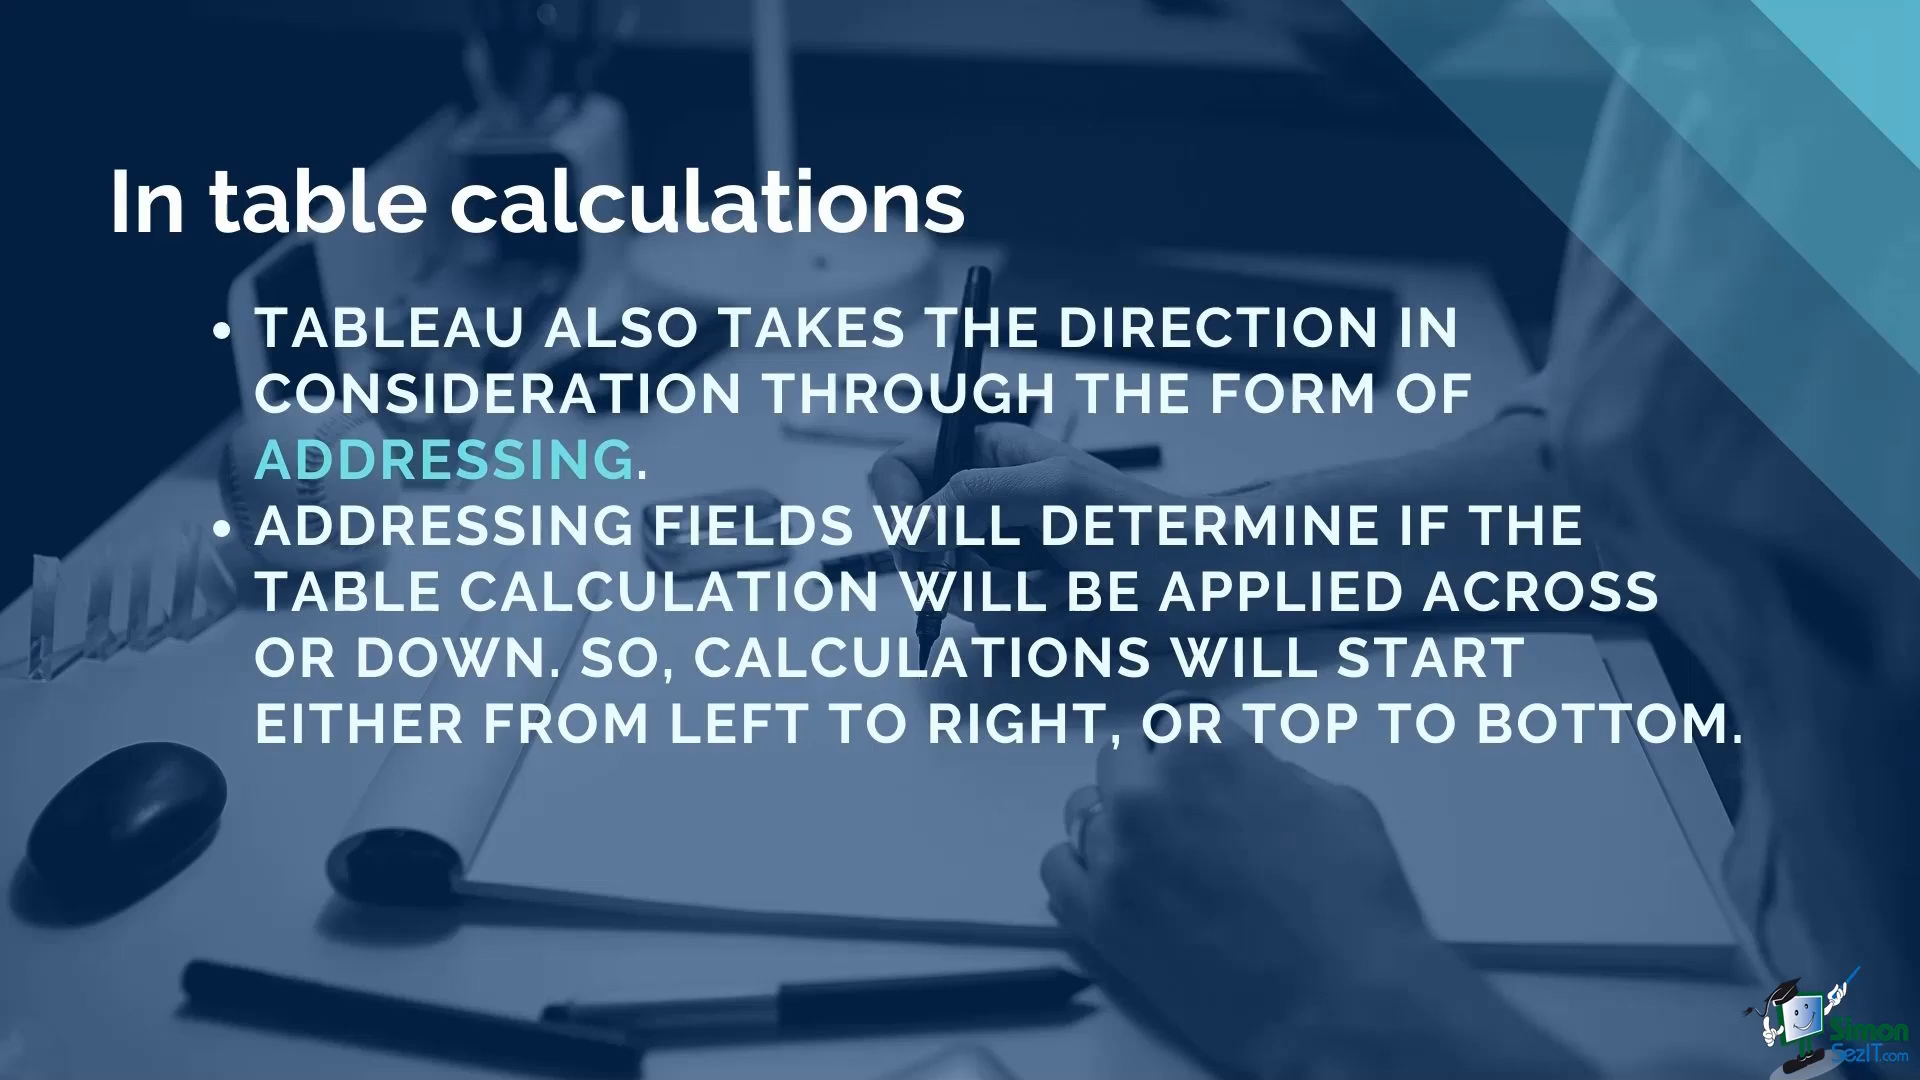 In table calculations
• TABLEAU ALSO TAKES THE DIRECTION IN
CONSIDERATION THROUGH THE FORM OF
ADDRESSING.
• ADDRESSING FIELDS WILL DETERMINE IF THE
TABLE CALCULATION WILL BE APPLIED ACROSS
OR DOWN. SO, CALCULATIONS WILL START
EITHER FROM LEFT TO RIGHT, OR TOP TO BOTTOM.
Simon
SezIT.com